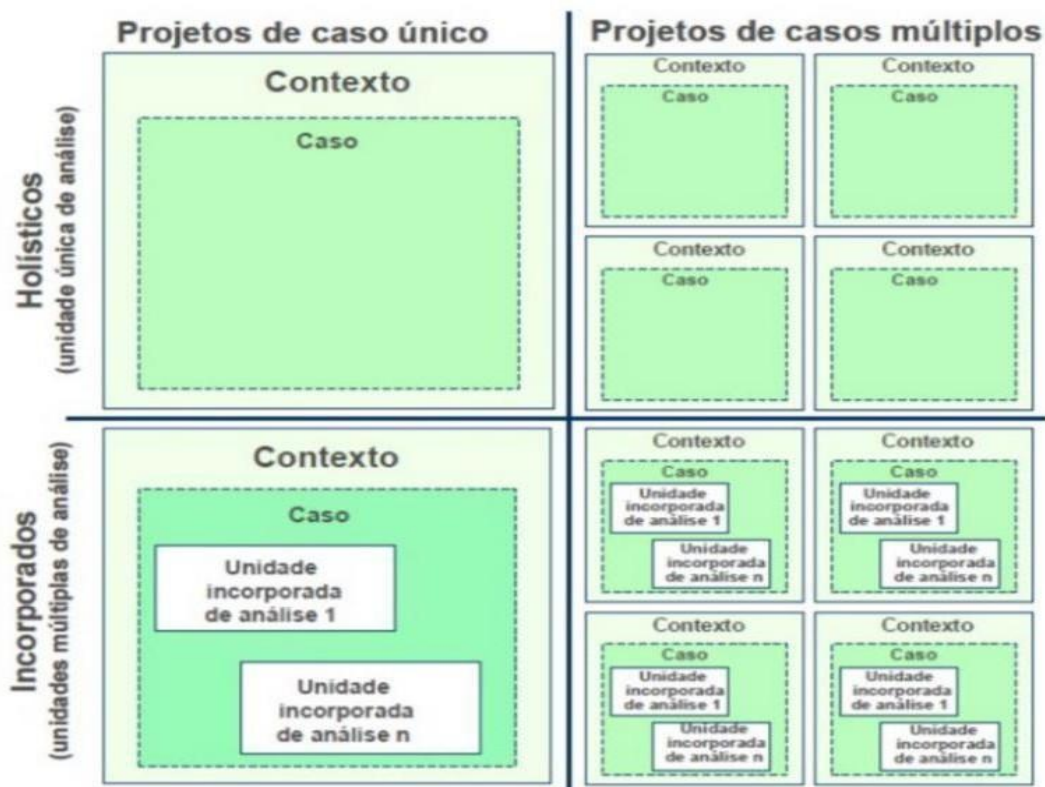 Projetos de caso único
Projetos de casos múltiplos
Holísticos
(unidade única de análise)
Contexto
Caso
Contexto
Caso
Contexto
Caso
Contexto
Caso
Contexto
Caso
Incorporados
(unidades múltiplas de análise)
Contexto
Caso
Unidade
incorporada
de análise 1
Unidade
incorporada
de análise n
Contexto
Caso
Unidade
incorporada
de análise 1
Unidade
incorporada
de análise n
Contexto
Caso
Unidade
incorporada
de análise 1
Unidade
incorporada
de análise n
Contexto
Caso
Unidade
incorporada
de análise 1
Unidade
incorporada
de análise n
Contexto
Caso
Unidade
incorporada
de análise 1
Unidade
incorporada
de análise n